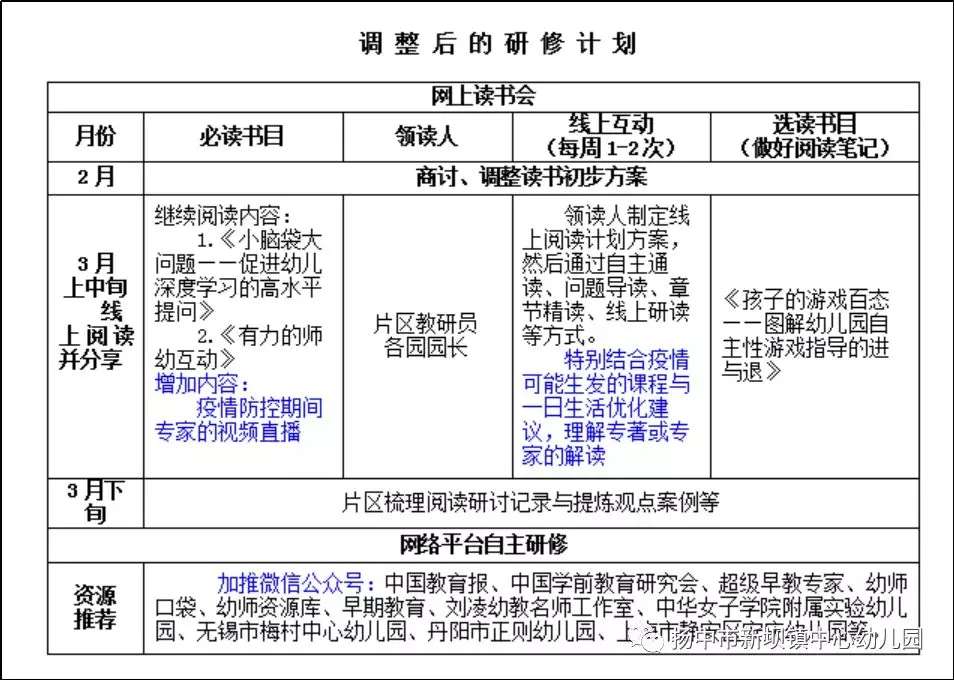 调整后的研修计划
网上读书会
月份
必读书目
领读人
线上互动
（每周1-2次）
选读书目
（做好阅读笔记）
2月
商讨、调整读书初步方案
3月
上中旬
线
上阅读
并分享
继续阅读内容：
1.《小脑袋大
问题——促进幼儿
深度学习的高水平
提问》
2.《有力的师
幼互动》
增加内容：
疫情防控期间
专家的视频直播
片区教研员
各园园长
领读人制定线
上阅读计划方案，
然后通过自主通
读、问题导读、章
节精读、线上研读
等方式。
特别结合疫情
可能生发的课程与
一日生活优化建
议，理解专著或专
家的解读
《孩子的游戏百态
——图解幼儿园自
主性游戏指导的进
与退》
3月下
旬
片区梳理阅读研讨记录与提炼观点案例等
网络平台自主研修
资源
推荐
加推微信公众号：中国教育报、中国学前教育研究会、超级早教专家、幼师
口袋、幼师资源库、早期教育、刘凌幼教名师工作室、中华女子学院附属实验幼儿
园、无锡市梅村中心幼儿园、丹阳市正则幼儿园、上海市静安区安庆幼儿园等。
扬中市新坝镇中心幼儿园